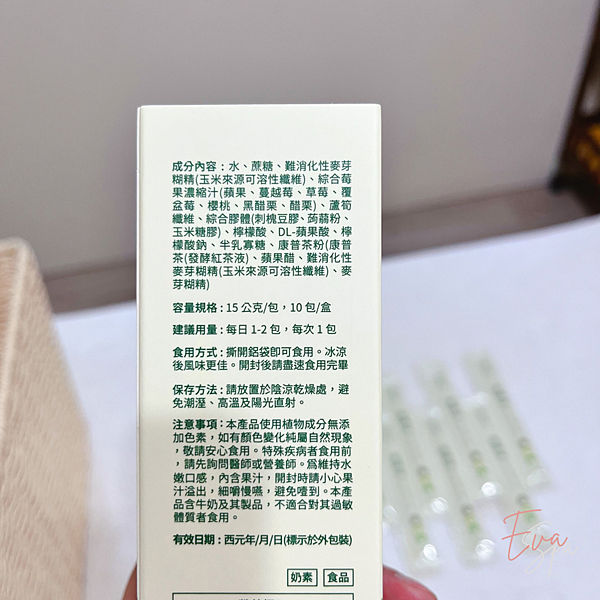 成分內容：水、蔗糖、難消化性麥芽
糊精(玉米來源可溶性纖維)、綜合莓
果濃縮汁(蘋果、蔓越莓、草莓、覆
盆莓、櫻桃、黑醋栗、醋栗)、蘆筍
纖維、綜合膠體(刺槐豆膠、蒟蒻粉、
玉米糖膠)、檸檬酸、DL-蘋果酸、檸
檬酸鈉、半乳寡糖、康普茶粉(康普
茶(發酵紅茶液)、蘋果醋、難消化性
麥芽糊精(玉米來源可溶性纖維)、麥
芽糊精)
容量規格：15 公克/包，10 包/盒
建議用量：每日 1-2 包，每次 1 包
食用方式：撕開鋁袋即可食用。冰涼
後風味更佳。開封後請盡速食用完畢
保存方法：請放置於陰涼乾燥處，避
免潮溼、高溫及陽光直射。
注意事項：本產品使用植物成分無添
加色素，如有顏色變化純屬自然現象
，敬請安心食用。特殊疾病者食用前
，請先詢問醫師或營養師。為維持水
嫩口感，內含果汁，開封時請小心果
汁溢出，細嚼慢嚥，避免噎到。本產
品含牛奶及其製品，不適合對其過敏
體質者食用。
有效日期：西元年/月/日(標示於外包裝)
奶素 食品
Eva